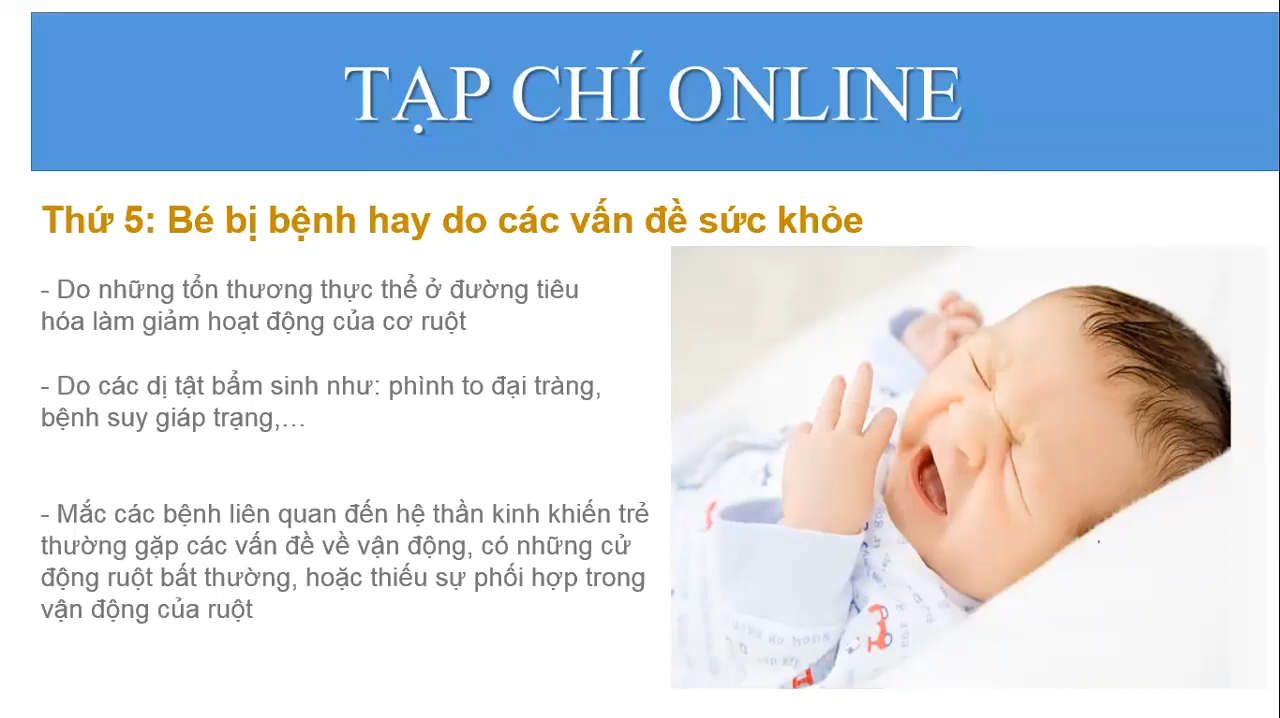 TẠP CHÍ ONLINE
Thứ 5: Bé bị bệnh hay do các vấn đề sức khỏe
- Do những tổn thương thực thể ở đường tiêu
hóa làm giảm hoạt động của cơ ruột
- Do các dị tật bẩm sinh như: phình to đại tràng,
bệnh suy giáp trạng,...
- Mắc các bệnh liên quan đến hệ thần kinh khiến trẻ
thường gặp các vấn đề về vận động, có những cử
động ruột bất thường, hoặc thiếu sự phối hợp trong
vận động của ruột